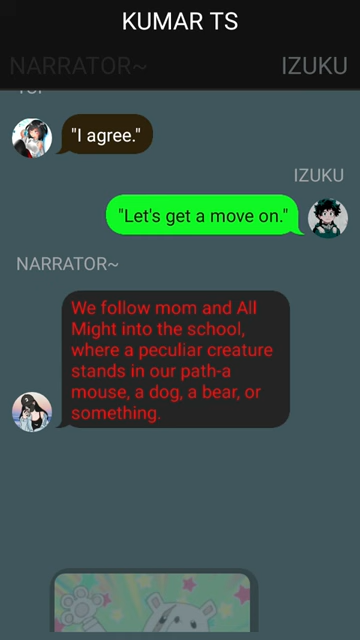 KUMAR TS
NARRATOR~
IZUKU
"I agree."
IZUKU
"Let's get a move on."
NARRATOR~
We follow mom and All
Might into the school,
where a peculiar creature
stands in our path-a
mouse, a dog, a bear, or
something.